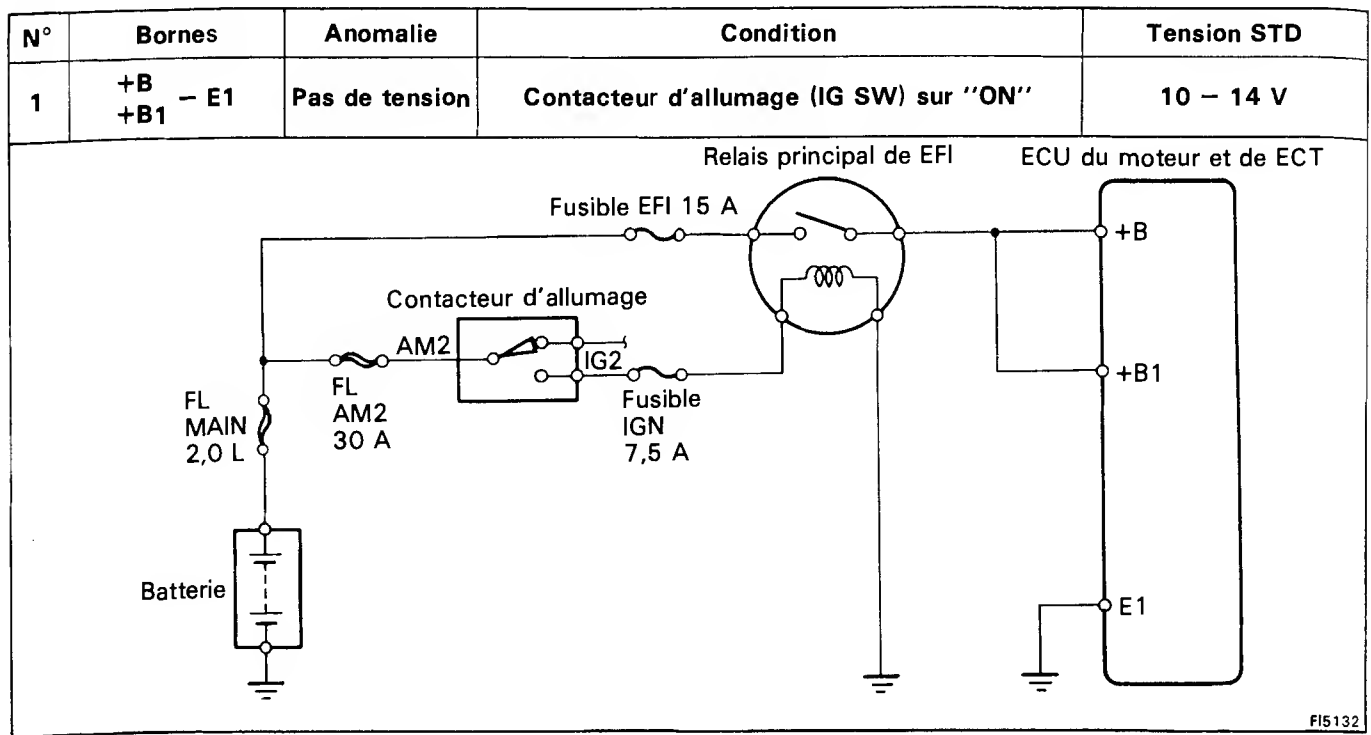 N° Bornes Anomalie Condition Tension STD
1 +B +B1 – E1 Pas de tension Contacteur d'allumage (IG SW) sur ''ON'' 10 – 14 V
Relais principal de EFI ECU du moteur et de ECT
Fusible EFI 15 A
+B
Contacteur d'allumage
AM2
IG2
+B1
FL
MAIN
2,0 L
FL
AM2
30 A
Fusible
IGN
7,5 A
Batterie
E1
FI5132